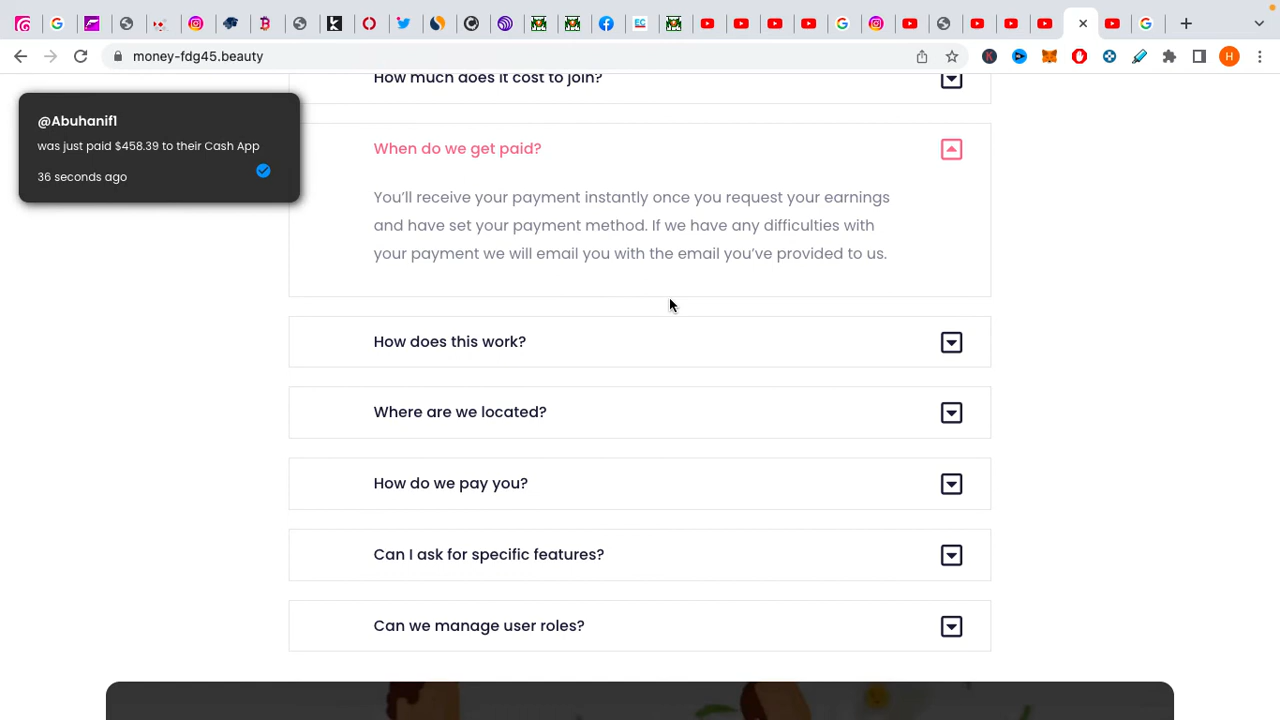 money-fdg45.beauty
H
How much does it cost to join?
@Abuhanif1
was just paid $458.39 to their Cash App
36 seconds ago
When do we get paid?
You'll receive your payment instantly once you request your earnings
and have set your payment method. If we have any difficulties with
your payment we will email you with the email you've provided to us.
How does this work?
Where are we located?
How do we pay you?
Can I ask for specific features?
Can we manage user roles?